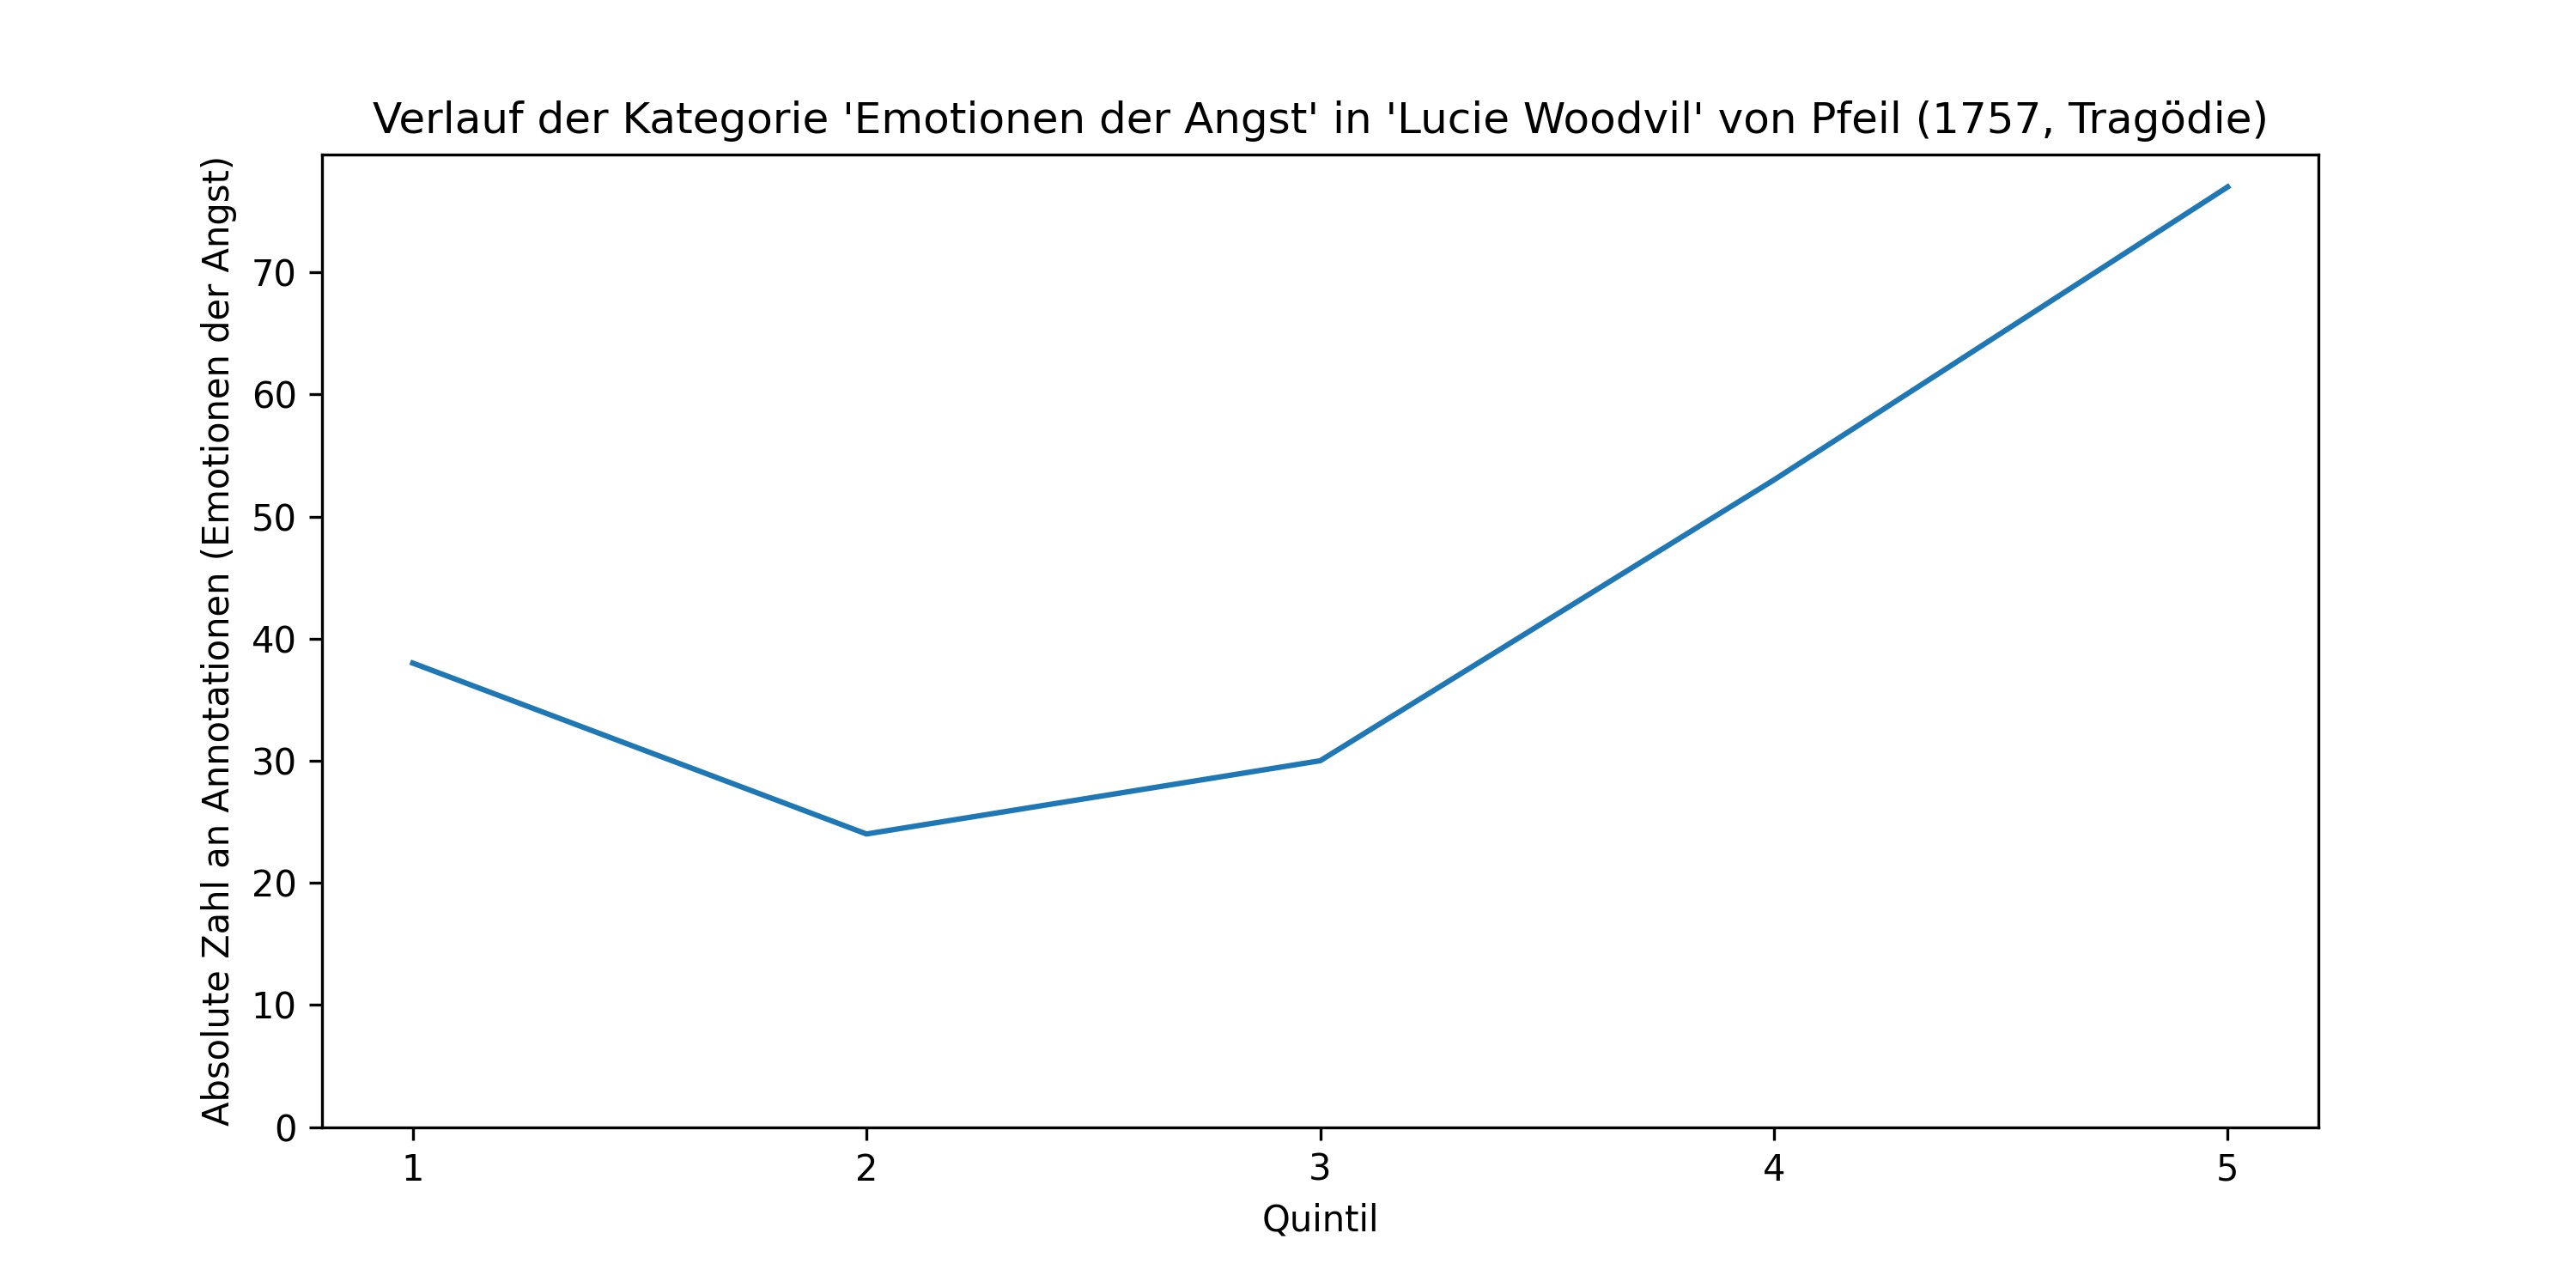 Verlauf der Kategorie 'Emotionen der Angst' in 'Lucie Woodvil' von Pfeil (1757, Tragödie)
Absolute Zahl an Annotationen (Emotionen der Angst)
70
60
50
40
30
20
10
0
1 2 3 4 5
Quintil